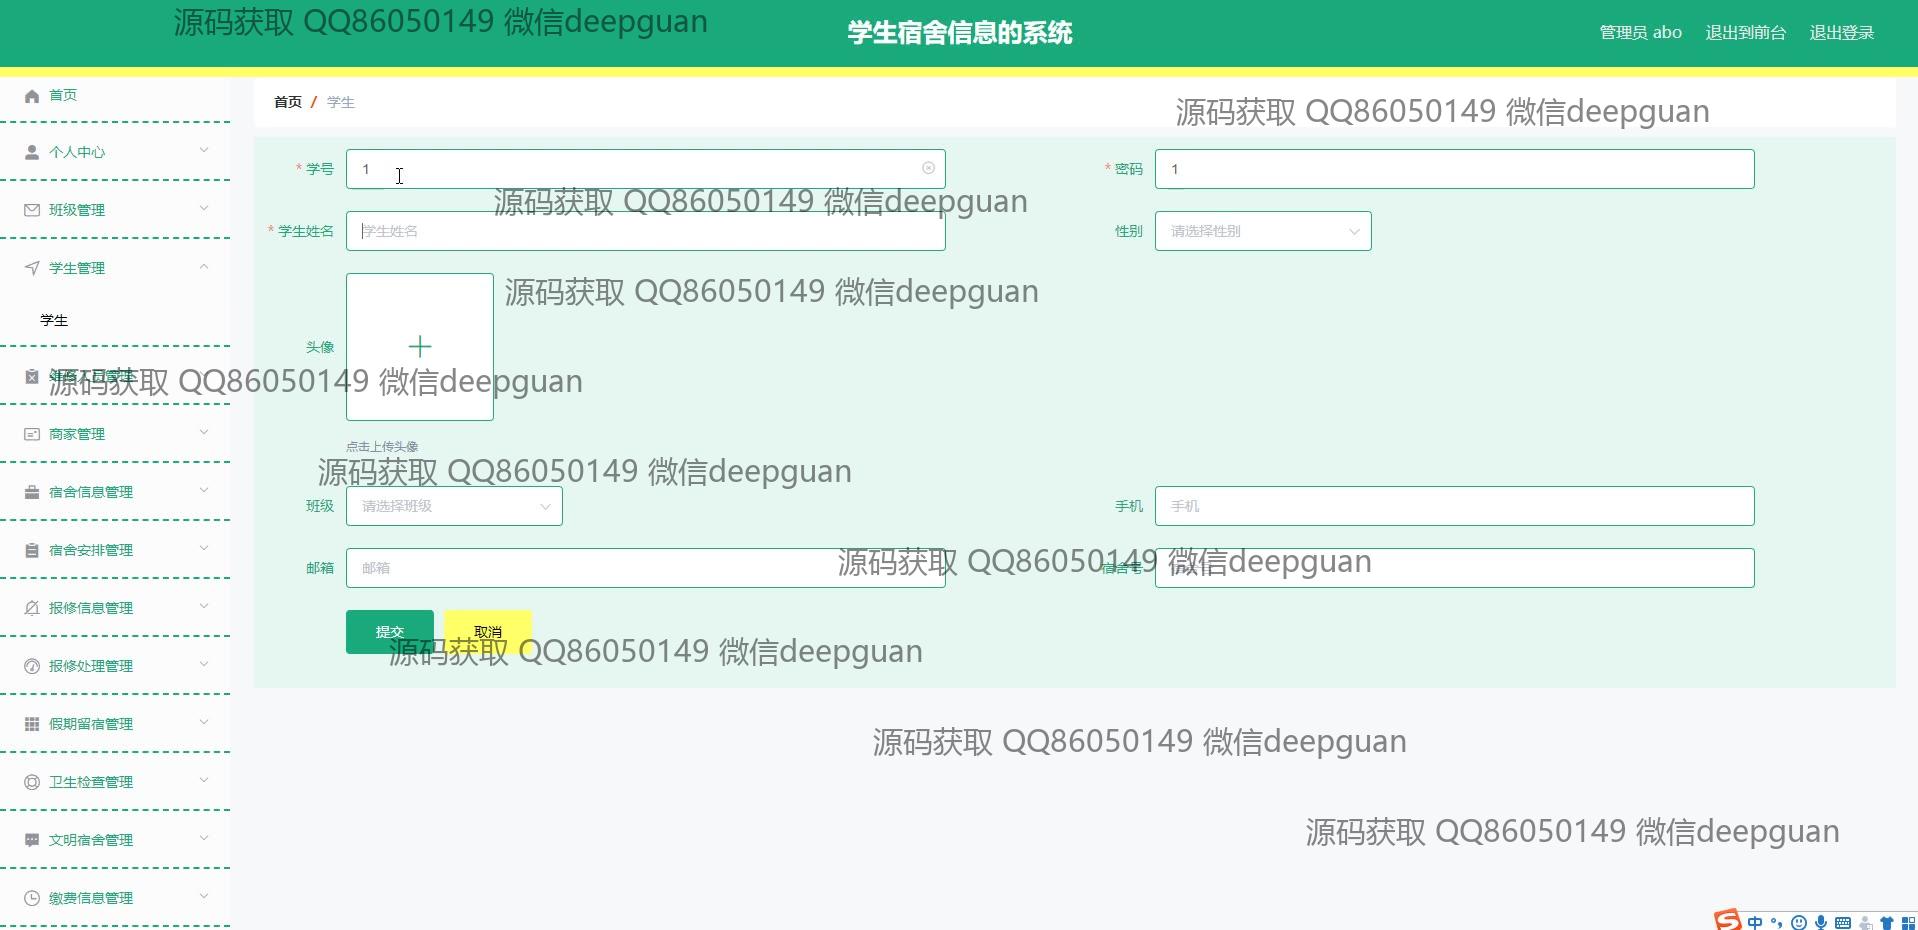 源码获取 QQ86050149 微信deepguan
学生宿舍信息的系统
管理员 abo 退出到前台 退出登录
首页
个人中心
班级管理
学生管理
学生
商家管理
宿舍信息管理
宿舍安排管理
报修信息管理
报修处理管理
假期留宿管理
卫生检查管理
文明宿舍管理
缴费信息管理
首页 / 学生
源码获取 QQ86050149 微信deepguan
* 学号 1
* 密码 1
源码获取 QQ86050149 微信deepguan
* 学生姓名 学生姓名
性别 请选择性别
源码获取 QQ86050149 微信deepguan
头像
源码获取 QQ86050149 微信deepguan
点击上传头像
源码获取 QQ86050149 微信deepguan
班级 请选择班级
手机 手机
源码获取 QQ86050149 微信deepguan
邮箱 邮箱
宿舍号
提交 取消
源码获取 QQ86050149 微信deepguan
源码获取 QQ86050149 微信deepguan
源码获取 QQ86050149 微信deepguan
中